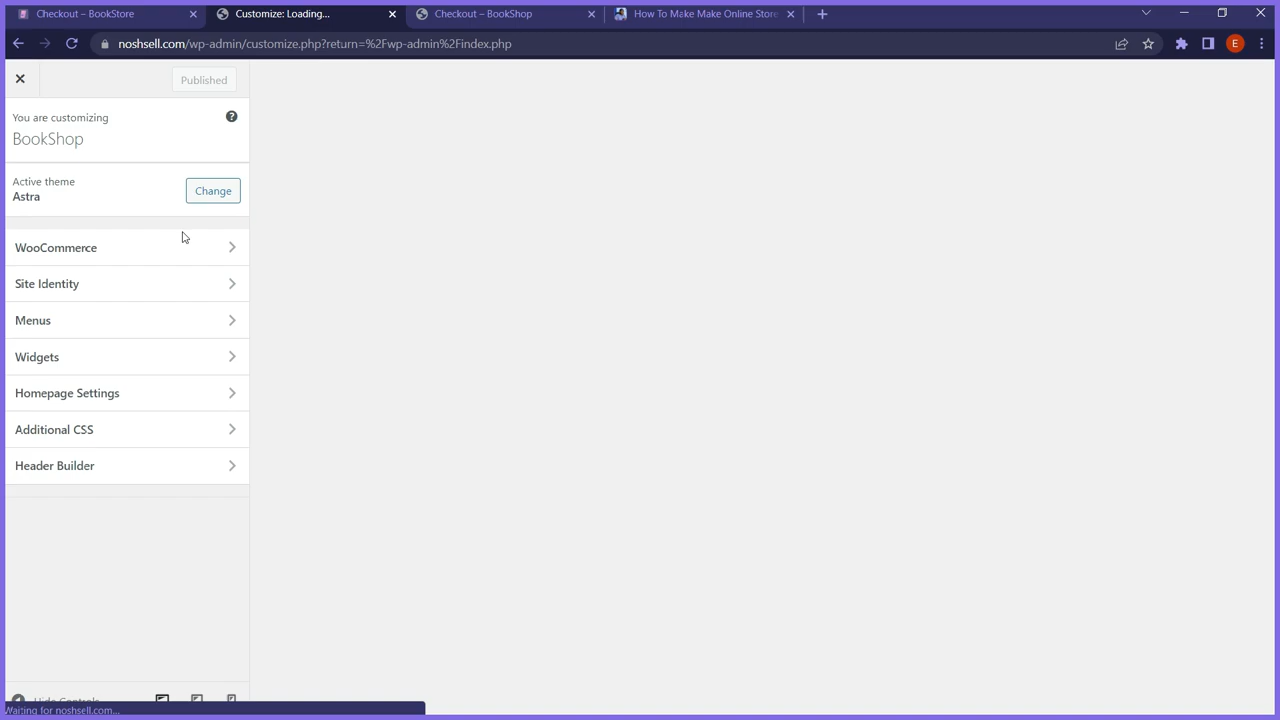 Checkout – BookStore
Customize: Loading...
Checkout – BookShop
How To Make Make Online Store
noshsell.com/wp-admin/customize.php?return=%2Fwp-admin%2Findex.php
E
Published
You are customizing
BookShop
Active theme
Astra
Change
WooCommerce
Site Identity
Menus
Widgets
Homepage Settings
Additional CSS
Header Builder
Hide Controls
Waiting for noshsell.com...